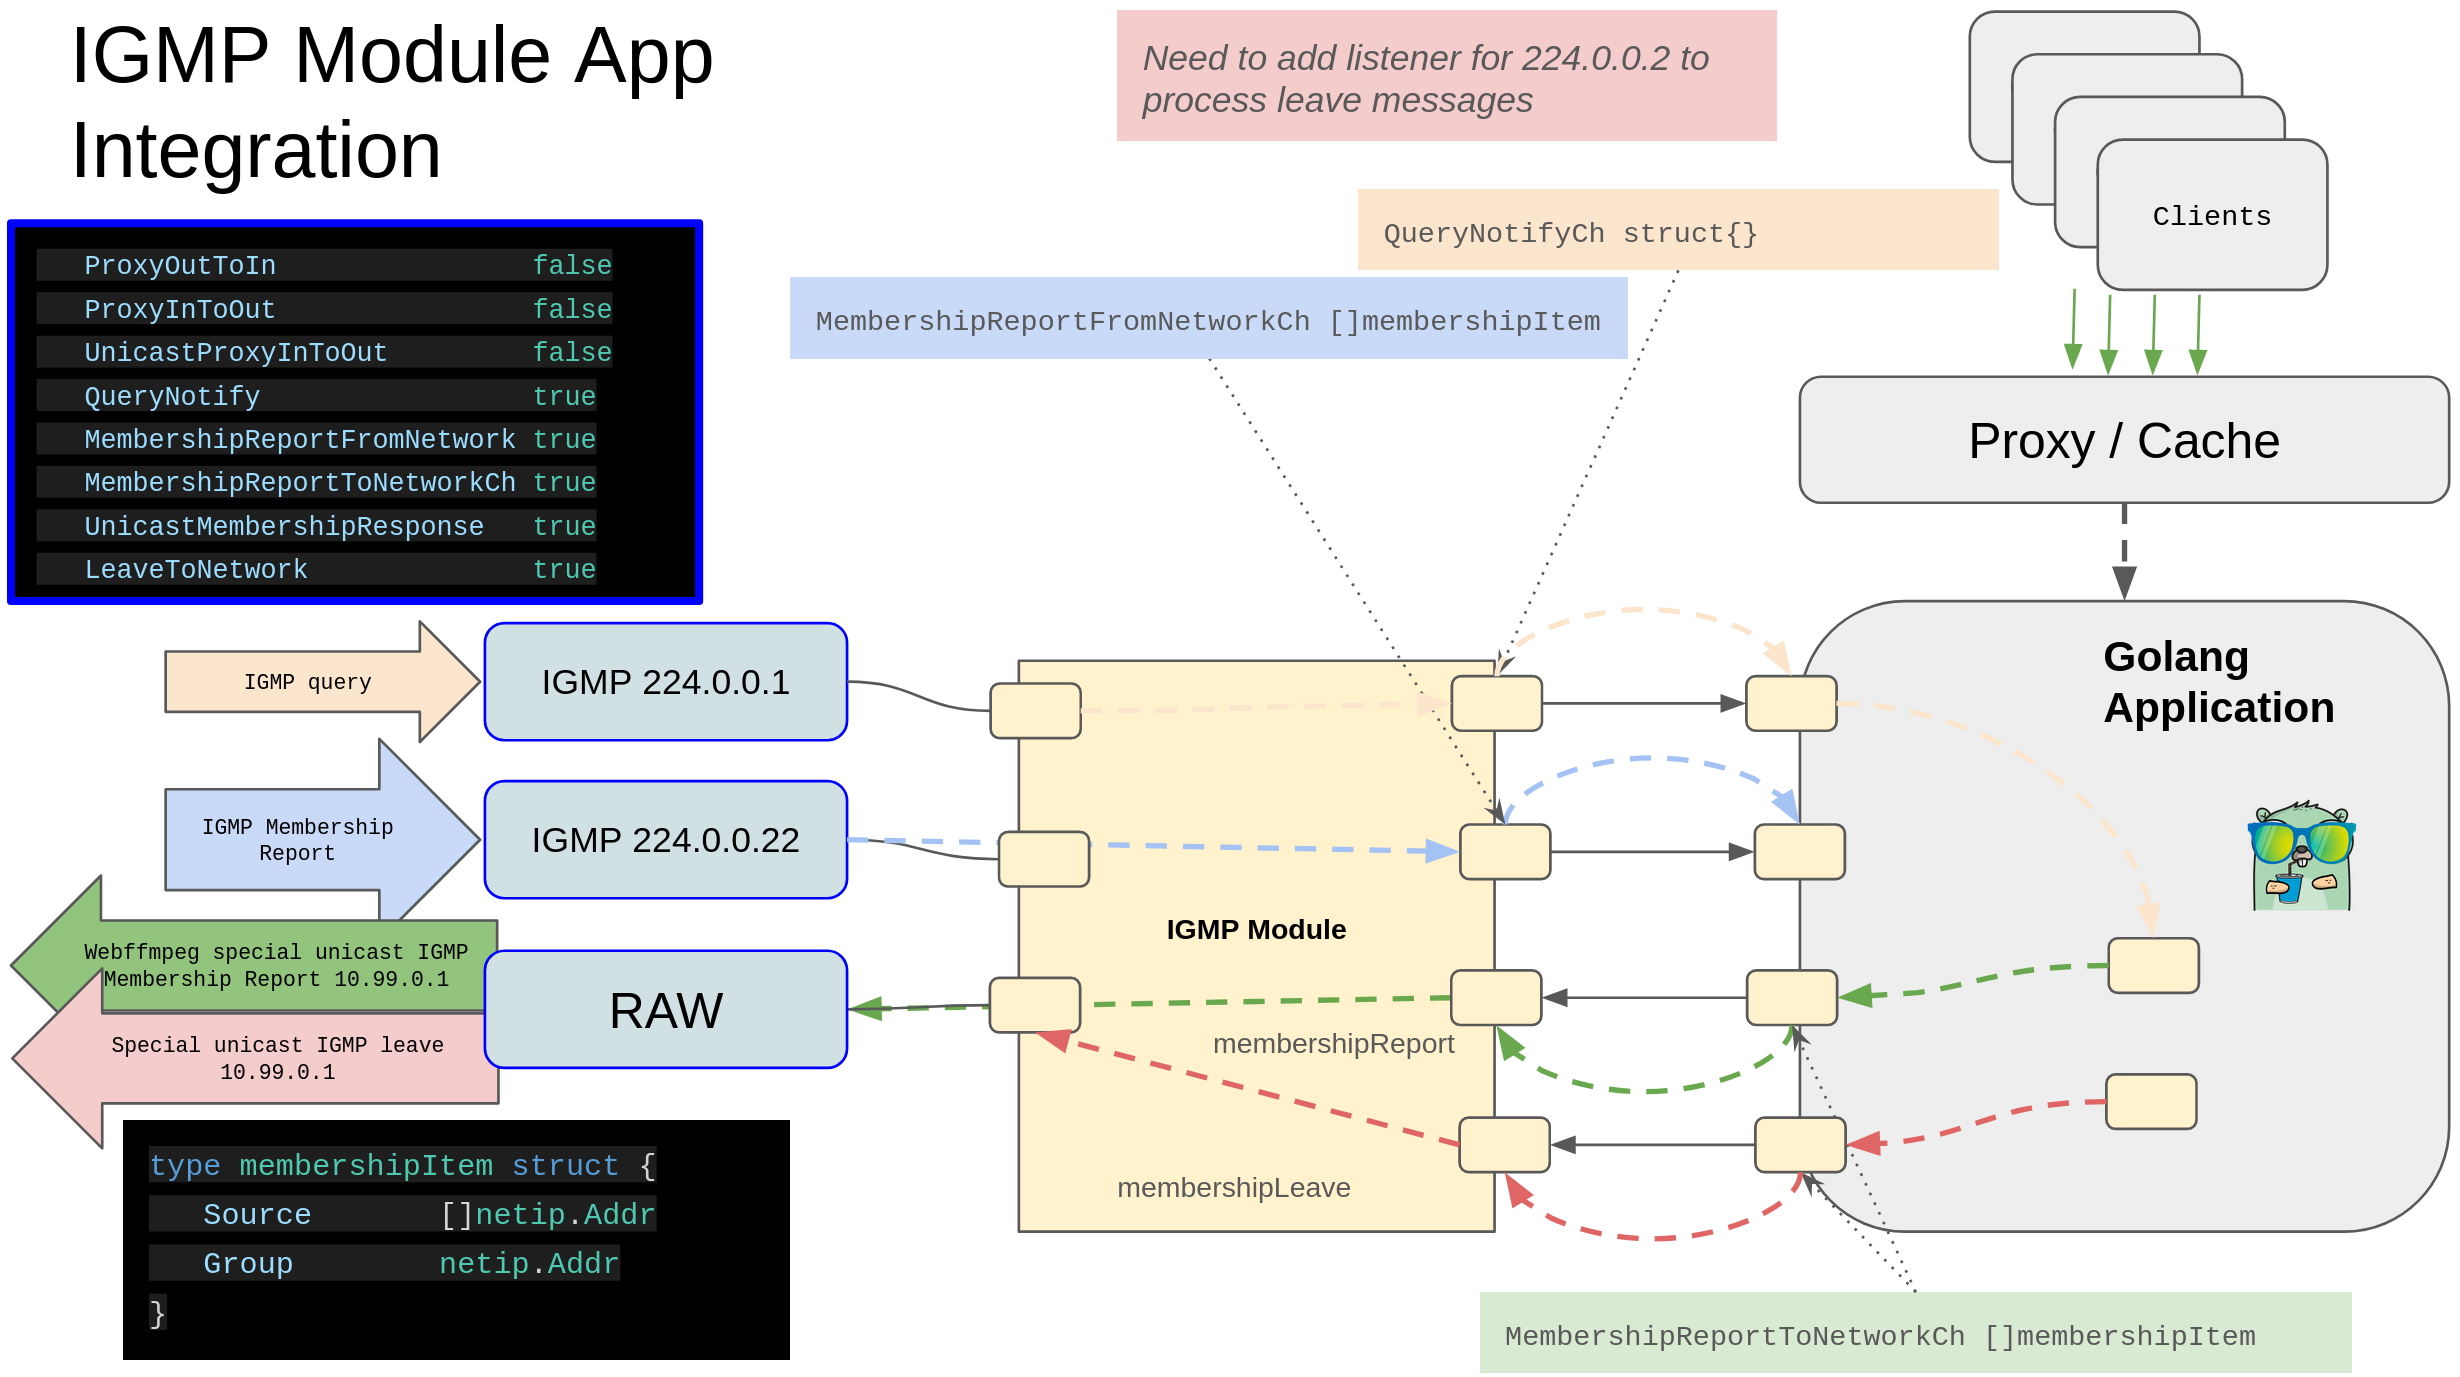 IGMP Module App
Integration
Need to add listener for 224.0.0.2 to
process leave messages
Clients
QueryNotifyCh struct{}
MembershipReportFromNetworkCh []membershipItem
ProxyOutToIn false
ProxyInToOut false
UnicastProxyInToOut false
QueryNotify true
MembershipReportFromNetwork true
MembershipReportToNetworkCh true
UnicastMembershipResponse true
LeaveToNetwork true
Proxy / Cache
Golang
Application
IGMP query
IGMP 224.0.0.1
IGMP Membership
Report
IGMP 224.0.0.22
IGMP Module
Webffmpeg special unicast IGMP
Membership Report 10.99.0.1
RAW
membershipReport
Special unicast IGMP leave
10.99.0.1
membershipLeave
type membershipItem struct {
Source []netip.Addr
Group netip.Addr
}
MembershipReportToNetworkCh []membershipItem